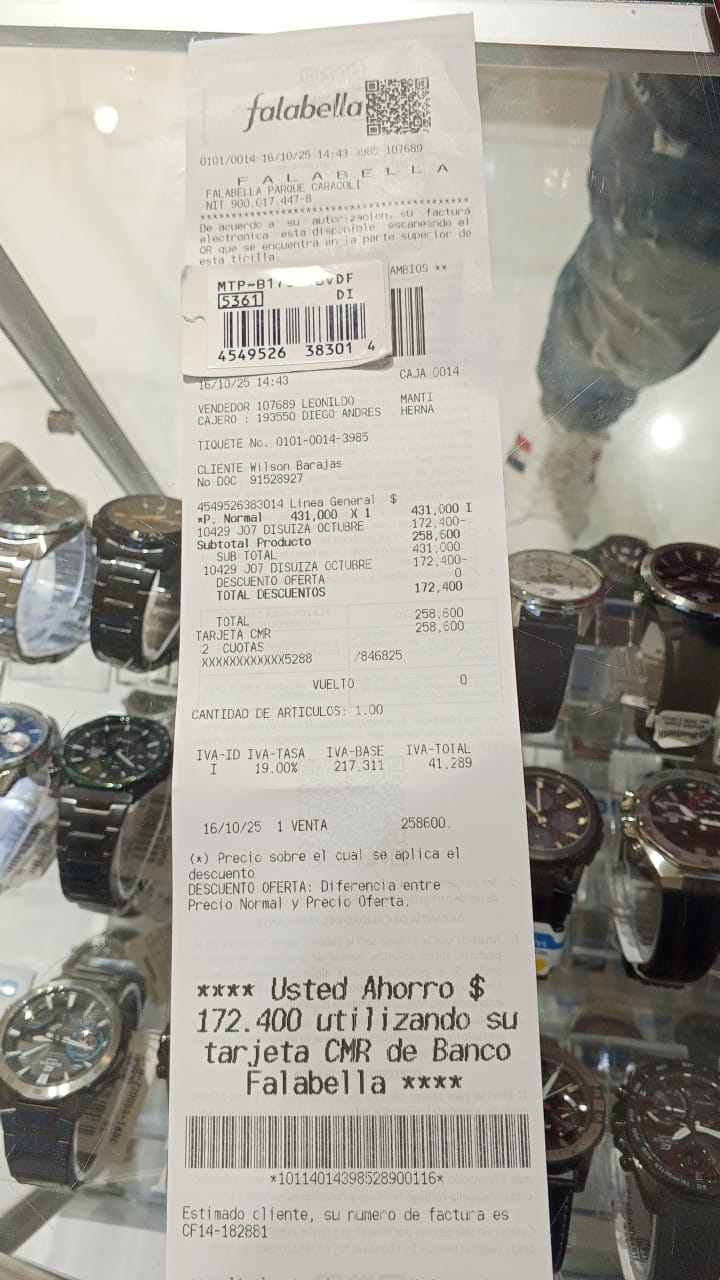 falabella
0101/0014 16/10/25 14:43 3985 107689
F A L A B E L L A
FALABELLA PARQUE CARACOLI
NIT 900.017.447-8
De acuerdo a su autorizacion, su factura
electronica esta disponible escaneando el
QR que se encuentra en la parte superior de
esta tirilla.
AMBIOS **
MTP-B1 VDF
5361 DI
4549526 38301 4
16/10/25 14:43 CAJA 0014
VENDEDOR 107689 LEONILDO MANTI
CAJERO : 193550 DIEGO ANDRES HERNA
TIQUETE No. 0101-0014-3985
CLIENTE Wilson Barajas
No DOC 91528927
4549526383014 Linea General $
*P. Normal 431,000 X 1 431,000 I
10429 J07 DISUIZA OCTUBRE 172,400-
Subtotal Producto 258,600
SUB TOTAL 431,000
10429 J07 DISUIZA OCTUBRE 172,400-
DESCUENTO OFERTA 0
TOTAL DESCUENTOS 172,400
TOTAL 258,600
TARJETA CMR 258,600
2 CUOTAS
XXXXXXXXXXXX5288 /846825
VUELTO 0
CANTIDAD DE ARTICULOS: 1.00
IVA-ID IVA-TASA IVA-BASE IVA-TOTAL
I 19.00% 217,311 41,289
16/10/25 1 VENTA 258600.
(*) Precio sobre el cual se aplica el
descuento
DESCUENTO OFERTA: Diferencia entre
Precio Normal y Precio Oferta.
**** Usted Ahorro $
172.400 utilizando su
tarjeta CMR de Banco
Falabella ****
*10114014398528900116*
Estimado cliente, su numero de factura es
CF14-182881